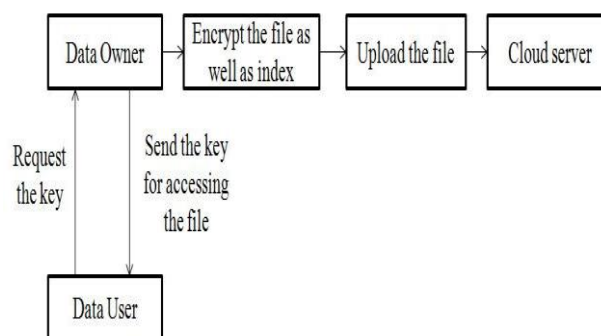 Data Owner
Encrypt the file as
well as index
Upload the file
Cloud server
Request
the key
Send the key
for accessing
the file
Data User